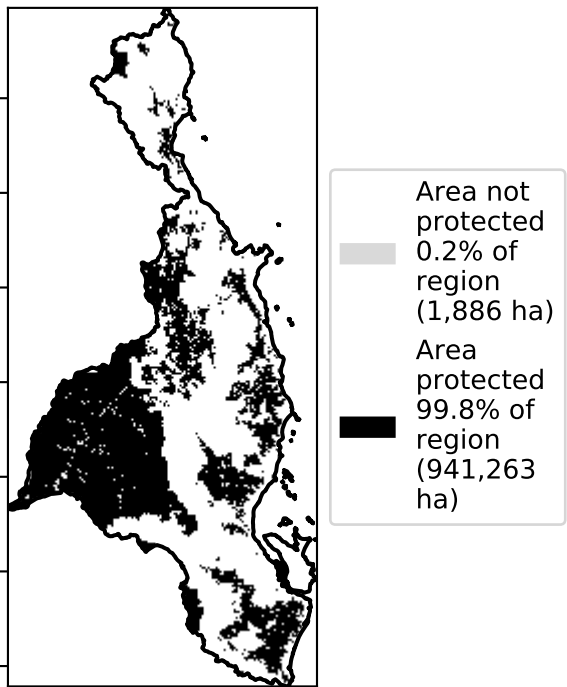 Area not
protected
0.2% of
region
(1,886 ha)
Area
protected
99.8% of
region
(941,263
ha)